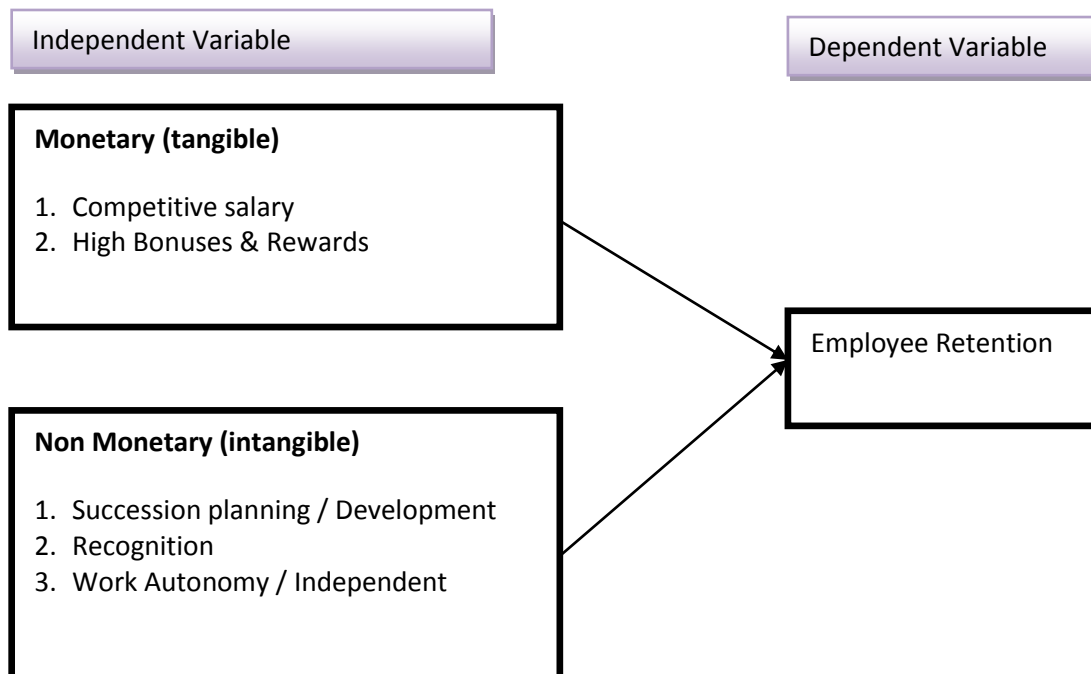 Independent Variable
Dependent Variable
Monetary (tangible)
1. Competitive salary
2. High Bonuses & Rewards
Employee Retention
Non Monetary (intangible)
1. Succession planning / Development
2. Recognition
3. Work Autonomy / Independent